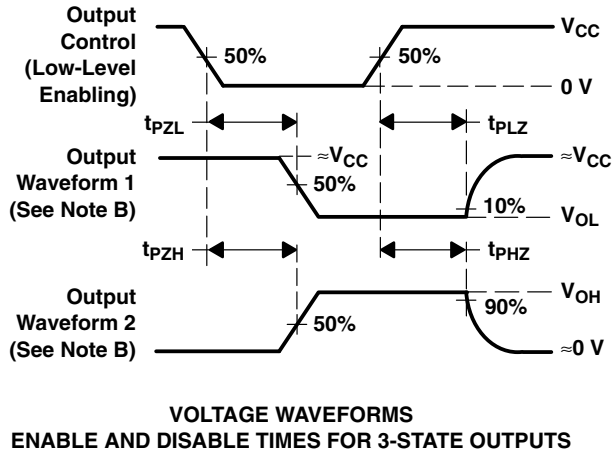 Output
Control
(Low-Level
Enabling)
50%
50%
VCC
0 V
tPZL
tPLZ
Output
Waveform 1
(See Note B)
≈VCC
50%
≈VCC
10%
VOL
tPZH
tPHZ
Output
Waveform 2
(See Note B)
50%
VOH
90%
≈0 V
VOLTAGE WAVEFORMS
ENABLE AND DISABLE TIMES FOR 3-STATE OUTPUTS